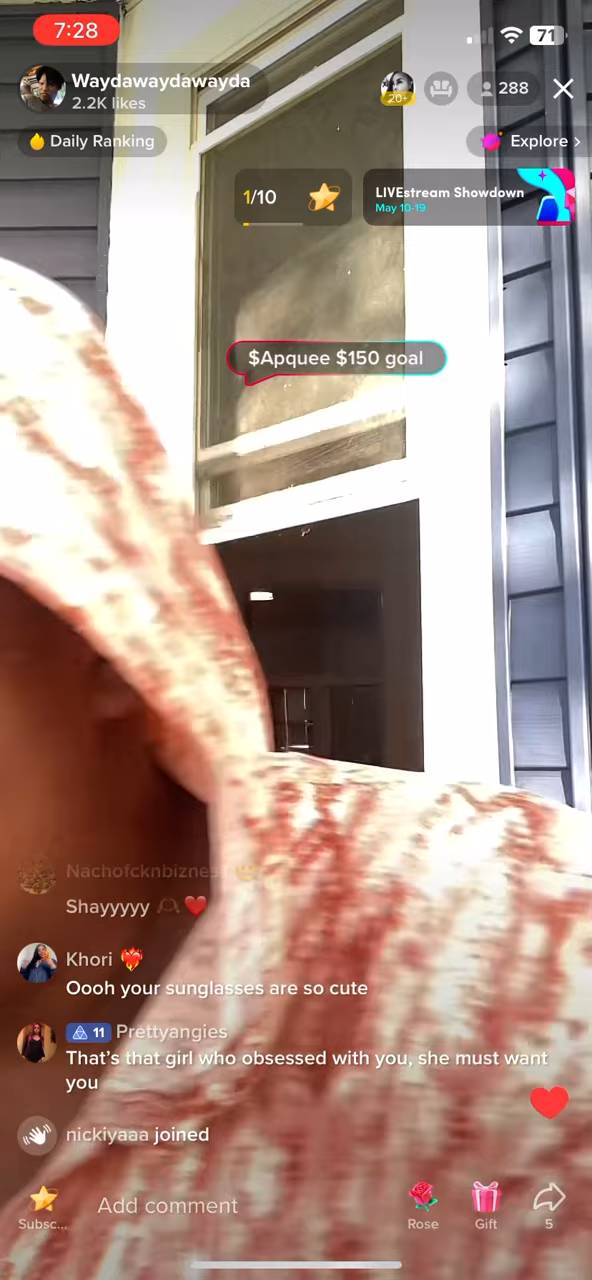 7:28
71
Waydawaydawayda
2.2K likes
20+
288
Daily Ranking
Explore >
1/10
LIVEstream Showdown
May 10-19
$Apquee $150 goal
Nachofcknbiznes
Shayyyyy 🫶🏾❤️
Khori ❤️‍🔥
Oooh your sunglasses are so cute
11 Prettyangies
That's that girl who obsessed with you, she must want
you
nickiyaaa joined
Subsc...
Add comment
Rose
Gift
5